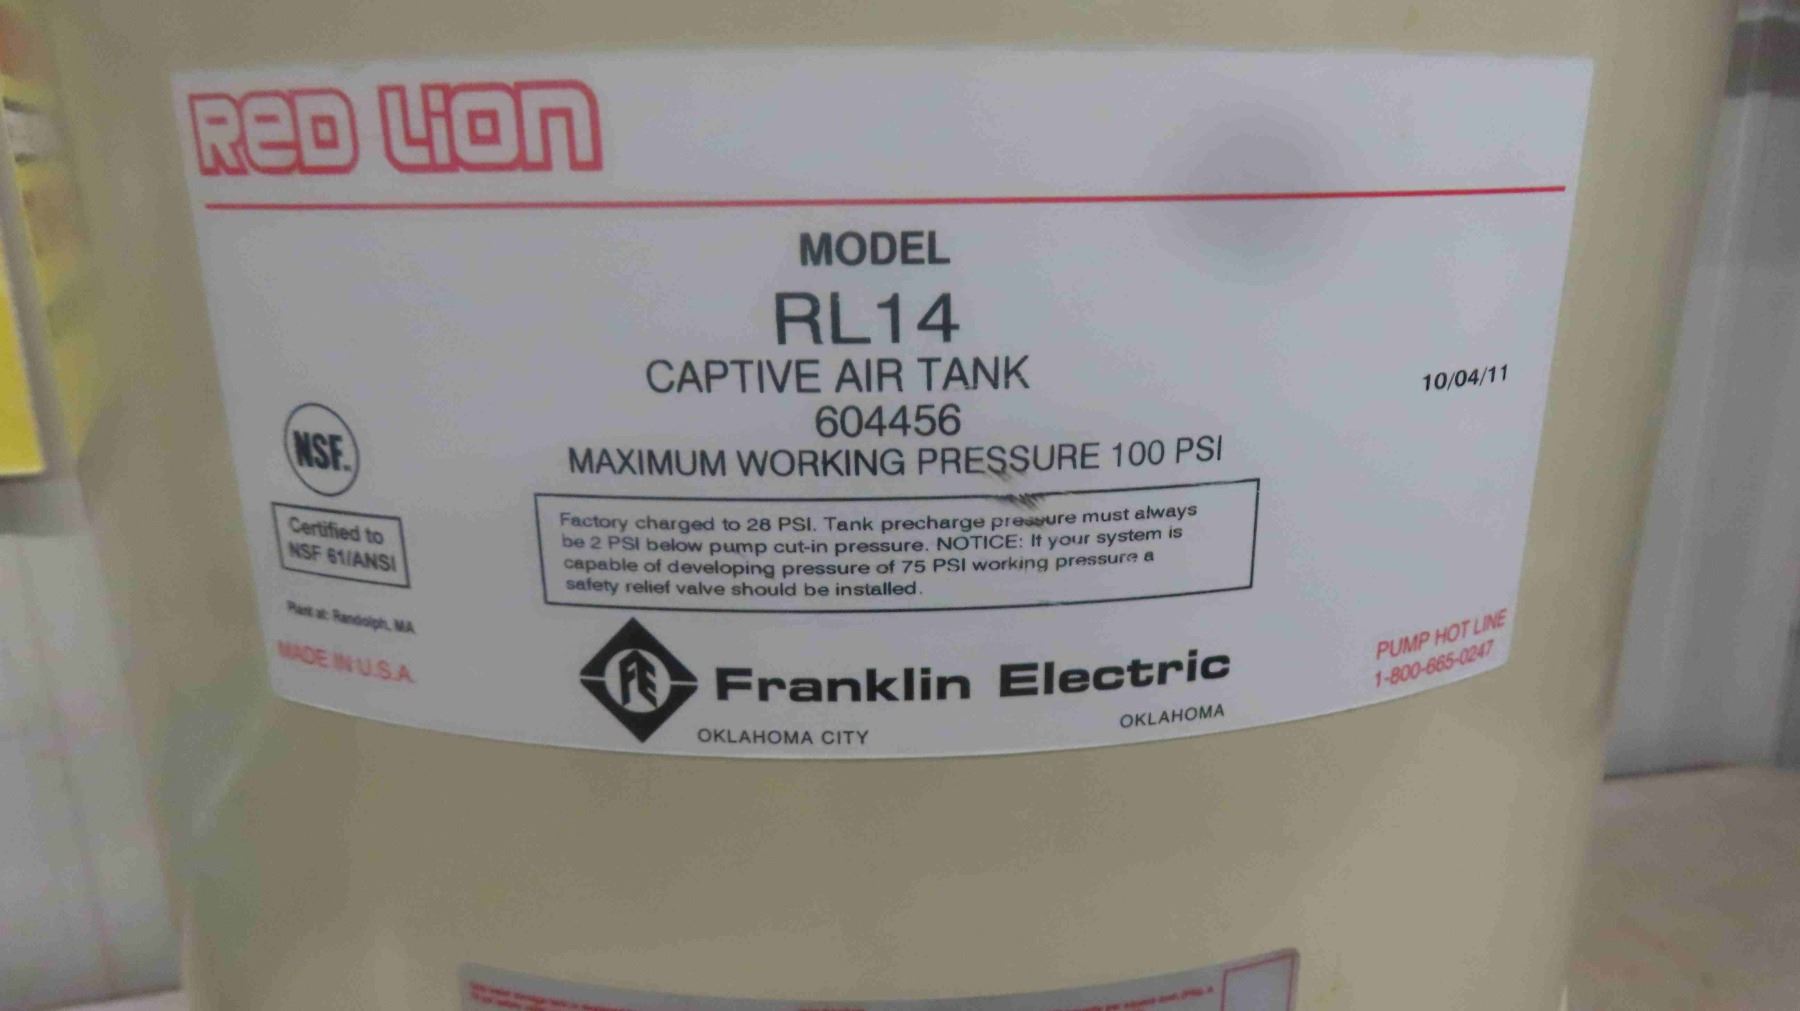 RED LION
MODEL
RL14
CAPTIVE AIR TANK
10/04/11
604456
MAXIMUM WORKING PRESSURE 100 PSI
NSF.
Certified to
NSF 61/ANSI
Factory charged to 28 PSI. Tank precharge pressure must always
be 2 PSI below pump cut-in pressure. NOTICE: If your system is
capable of developing pressure of 75 PSI working pressure a
safety relief valve should be installed.
Plant at: Randolph, MA
MADE IN U.S.A.
FE Franklin Electric
OKLAHOMA CITY OKLAHOMA
PUMP HOT LINE
1-800-665-0247